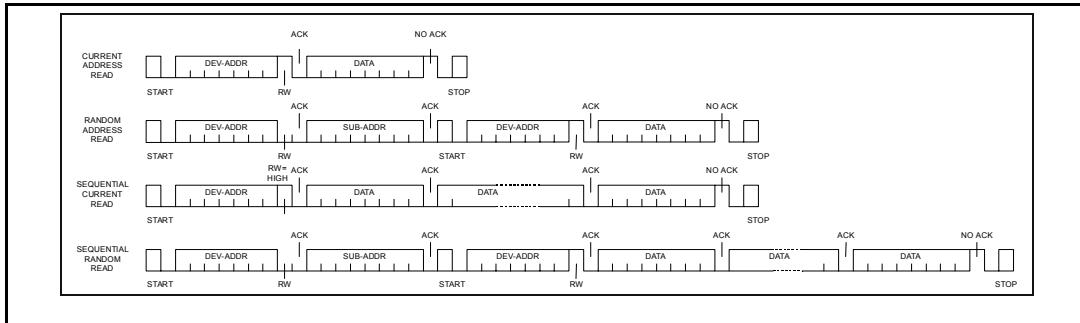 ACK NO ACK
CURRENT
ADDRESS
READ
DEV-ADDR DATA
START RW STOP
ACK ACK ACK NO ACK
RANDOM
ADDRESS
READ
DEV-ADDR SUB-ADDR DEV-ADDR DATA
START RW START RW STOP
RW=
HIGH
ACK ACK ACK NO ACK
SEQUENTIAL
CURRENT
READ
DEV-ADDR DATA DATA DATA
START STOP
ACK ACK ACK ACK ACK NO ACK
SEQUENTIAL
RANDOM
READ
DEV-ADDR SUB-ADDR DEV-ADDR DATA DATA DATA
START RW START RW STOP